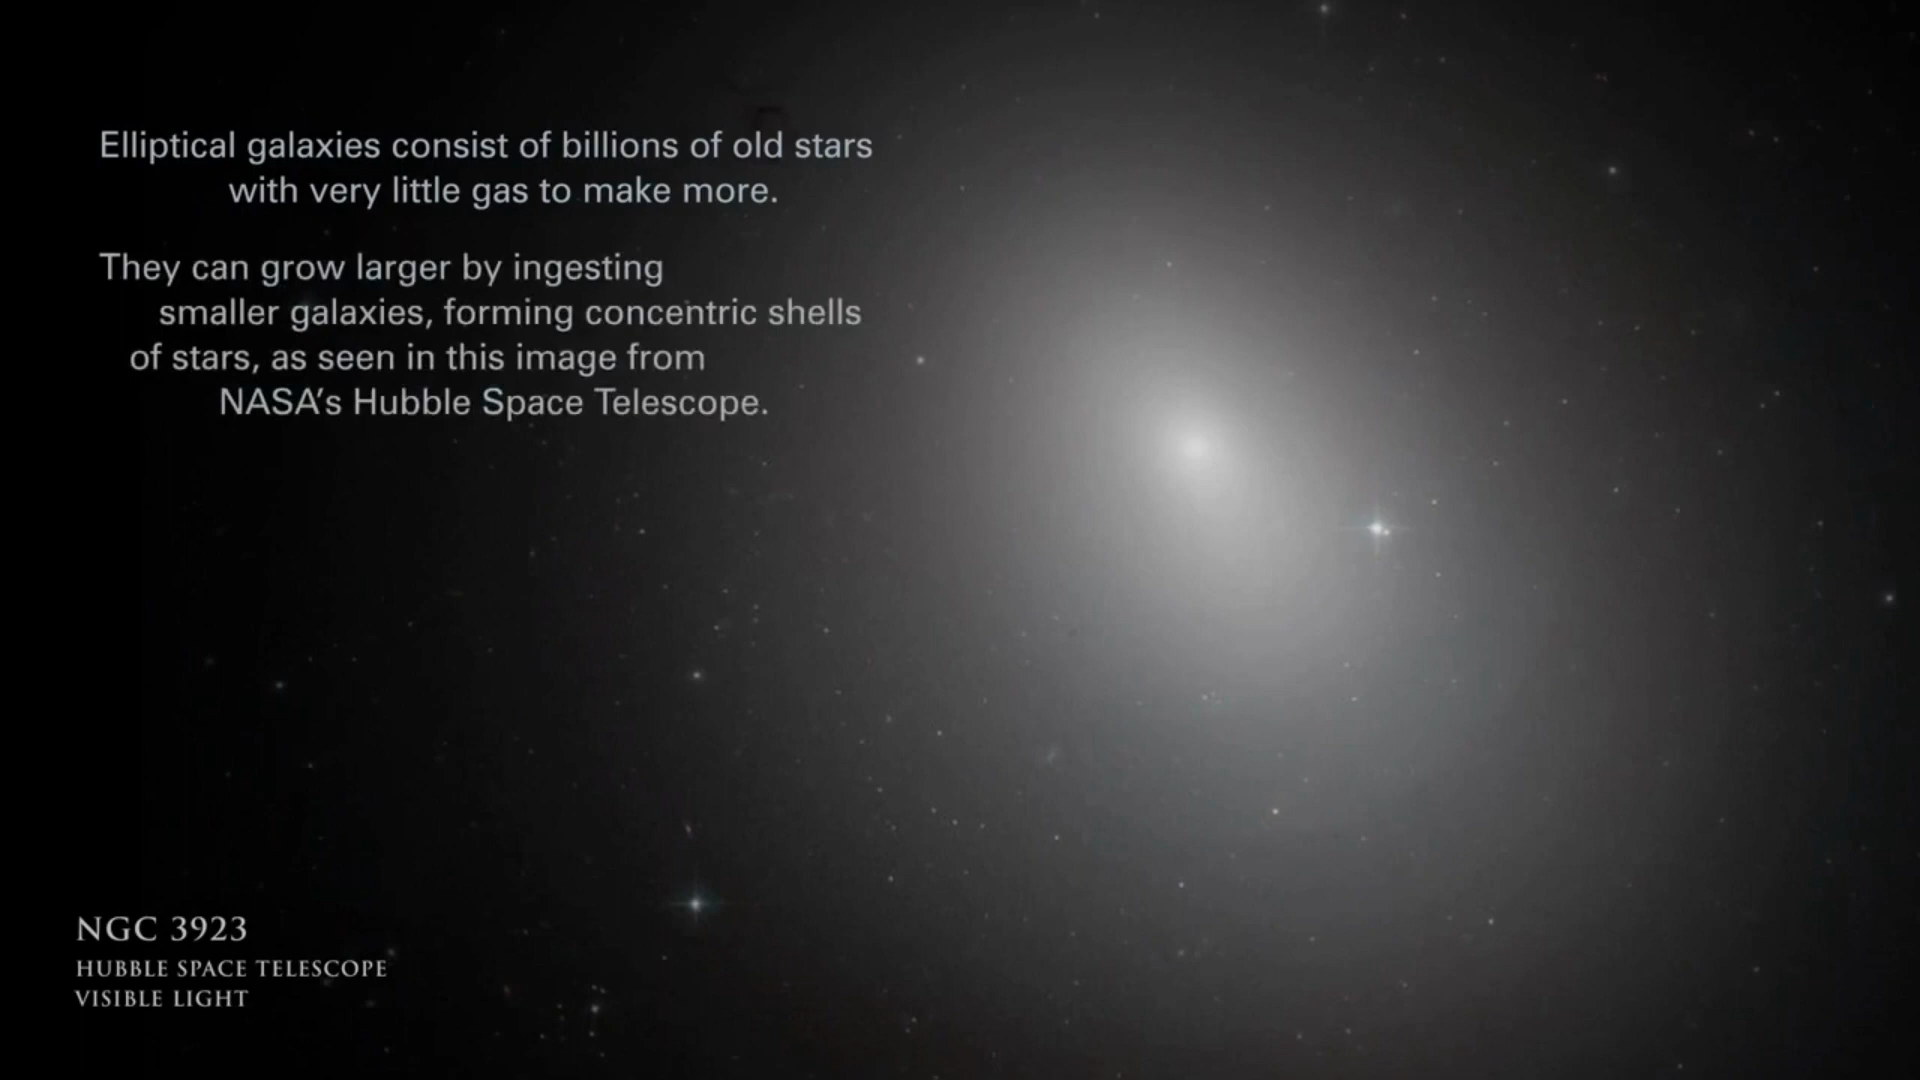 Elliptical galaxies consist of billions of old stars
with very little gas to make more.
They can grow larger by ingesting
smaller galaxies, forming concentric shells
of stars, as seen in this image from
NASA's Hubble Space Telescope.
NGC 3923
HUBBLE SPACE TELESCOPE
VISIBLE LIGHT